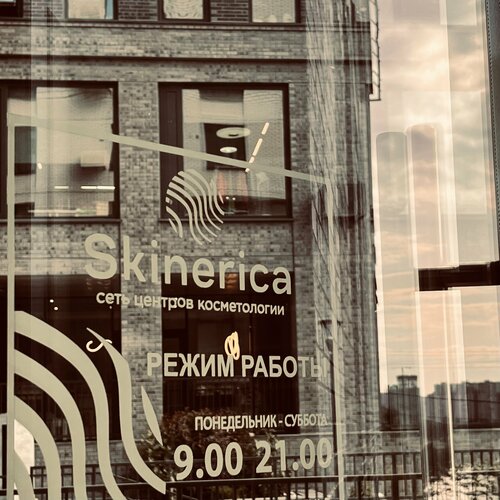 Skinerica
сеть центров косметологии
РЕЖИМ РАБОТЫ
ПОНЕДЕЛЬНИК - СУББОТА
9.00 21.00